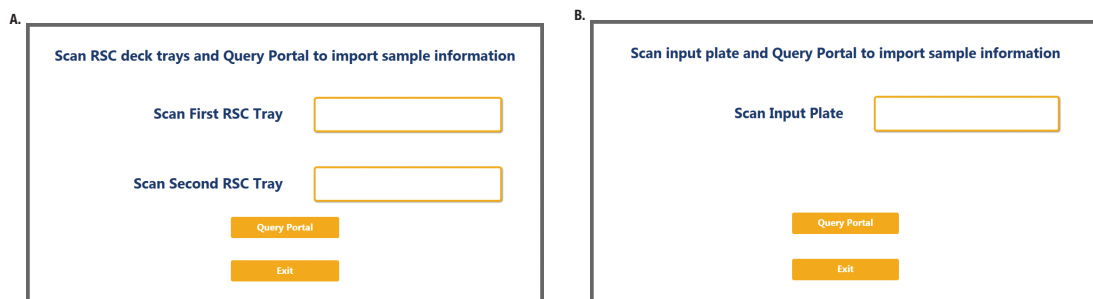 A.
Scan RSC deck trays and Query Portal to import sample information
Scan First RSC Tray
Scan Second RSC Tray
Query Portal
Exit
B.
Scan input plate and Query Portal to import sample information
Scan Input Plate
Query Portal
Exit